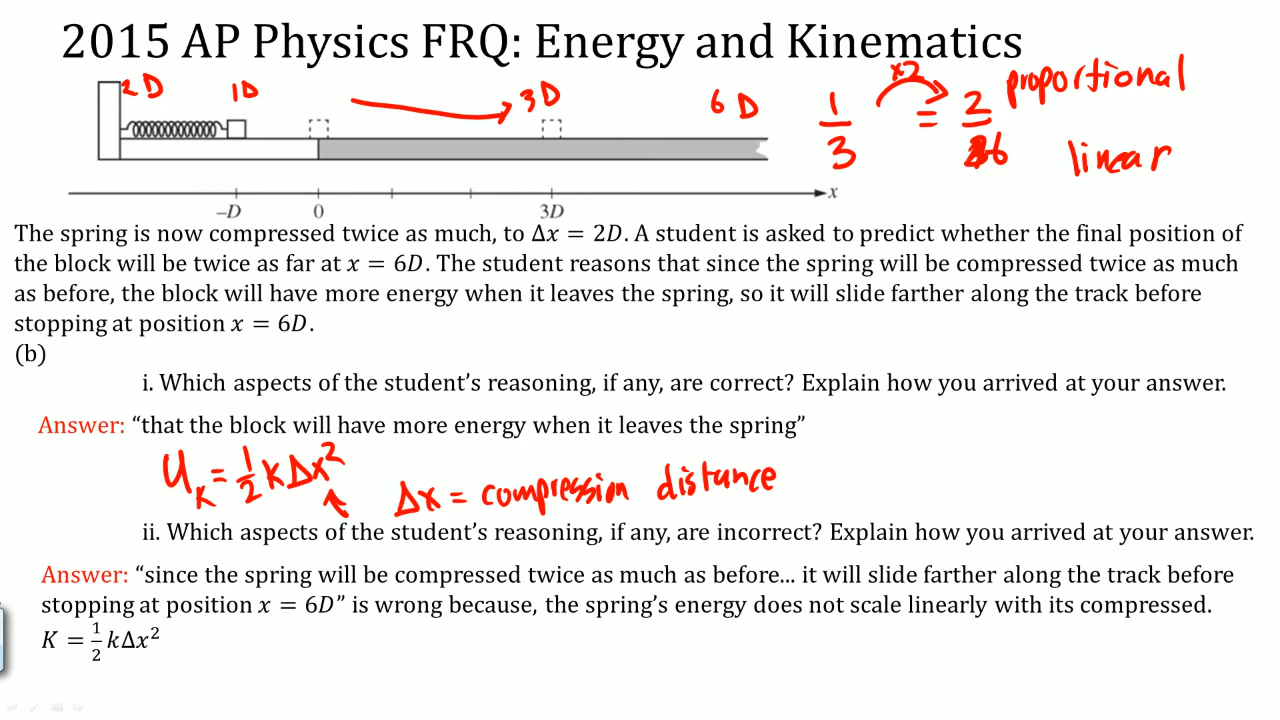 2015 AP Physics FRQ: Energy and Kinematics
2D 1D 3D 6D
1/3 = 2/6
x2
proportional
linear
x
–D 0 3D
The spring is now compressed twice as much, to Δx = 2D. A student is asked to predict whether the final position of
the block will be twice as far at x = 6D. The student reasons that since the spring will be compressed twice as much
as before, the block will have more energy when it leaves the spring, so it will slide farther along the track before
stopping at position x = 6D.
(b)
i. Which aspects of the student’s reasoning, if any, are correct? Explain how you arrived at your answer.
Answer: “that the block will have more energy when it leaves the spring”
U_K = 1/2 k Δx² Δx = compression distance
ii. Which aspects of the student’s reasoning, if any, are incorrect? Explain how you arrived at your answer.
Answer: “since the spring will be compressed twice as much as before... it will slide farther along the track before
stopping at position x = 6D” is wrong because, the spring’s energy does not scale linearly with its compressed.
K = 1/2 kΔx²